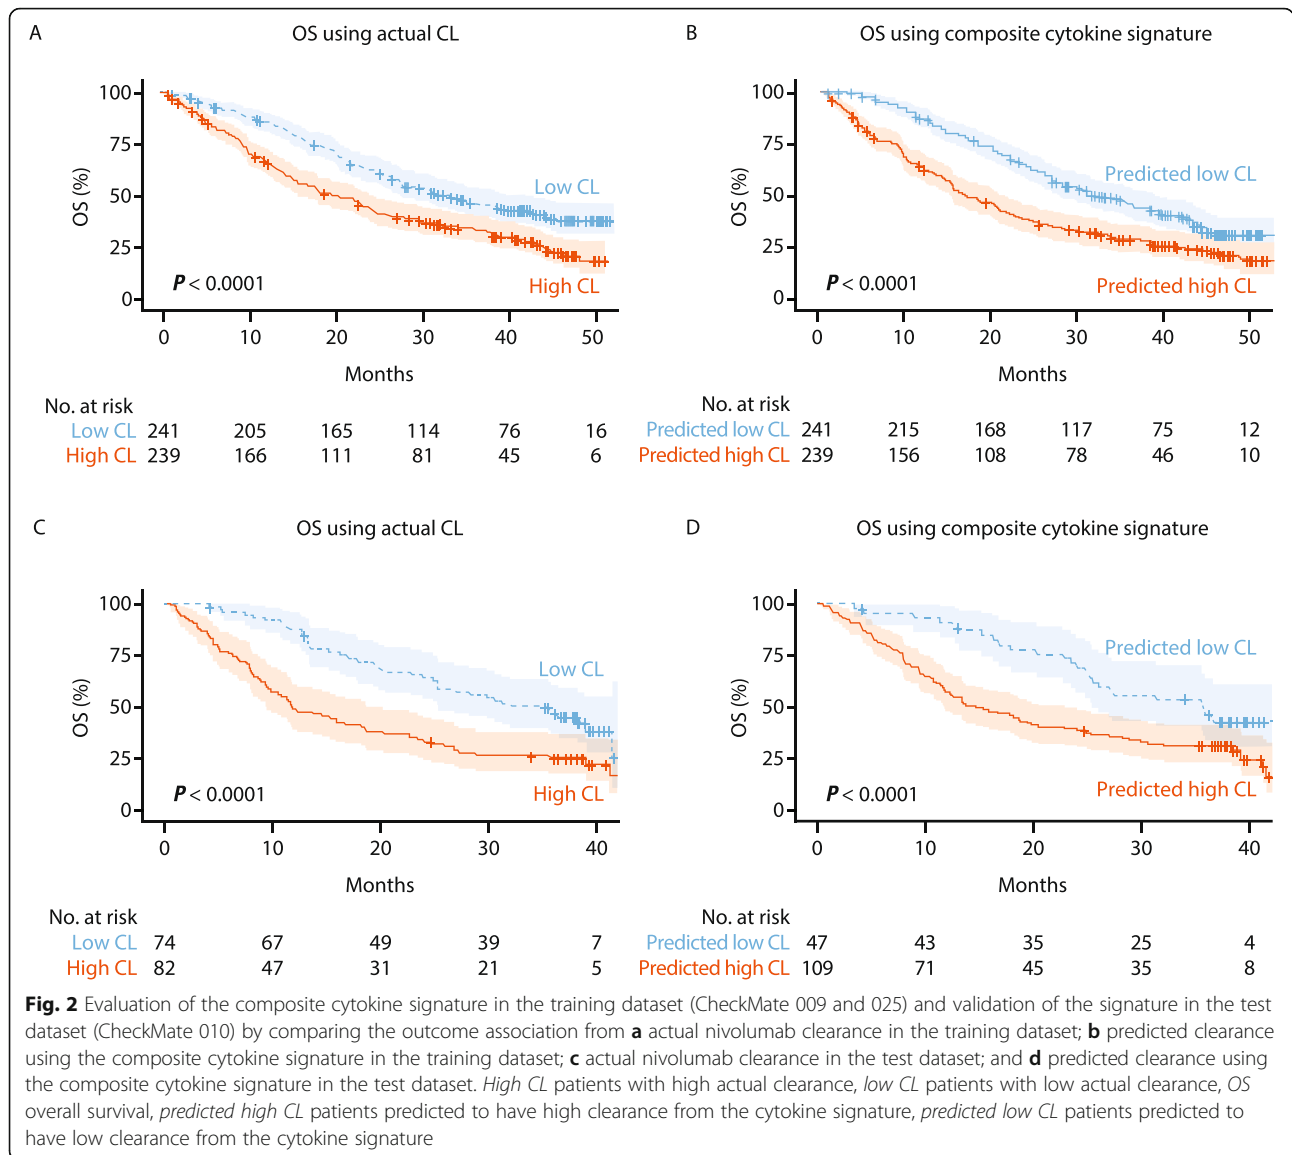 A
OS using actual CL
OS (%)
100
75
50
25
0
Low CL
High CL
P < 0.0001
0 10 20 30 40 50
Months
No. at risk
Low CL 241 205 165 114 76 16
High CL 239 166 111 81 45 6
B
OS using composite cytokine signature
OS (%)
100
75
50
25
0
Predicted low CL
Predicted high CL
P < 0.0001
0 10 20 30 40 50
Months
No. at risk
Predicted low CL 241 215 168 117 75 12
Predicted high CL 239 156 108 78 46 10
C
OS using actual CL
OS (%)
100
75
50
25
0
Low CL
High CL
P < 0.0001
0 10 20 30 40
Months
No. at risk
Low CL 74 67 49 39 7
High CL 82 47 31 21 5
D
OS using composite cytokine signature
OS (%)
100
75
50
25
0
Predicted low CL
Predicted high CL
P < 0.0001
0 10 20 30 40
Months
No. at risk
Predicted low CL 47 43 35 25 4
Predicted high CL 109 71 45 35 8
Fig. 2 Evaluation of the composite cytokine signature in the training dataset (CheckMate 009 and 025) and validation of the signature in the test
dataset (CheckMate 010) by comparing the outcome association from a actual nivolumab clearance in the training dataset; b predicted clearance
using the composite cytokine signature in the training dataset; c actual nivolumab clearance in the test dataset; and d predicted clearance using
the composite cytokine signature in the test dataset. High CL patients with high actual clearance, low CL patients with low actual clearance, OS
overall survival, predicted high CL patients predicted to have high clearance from the cytokine signature, predicted low CL patients predicted to
have low clearance from the cytokine signature